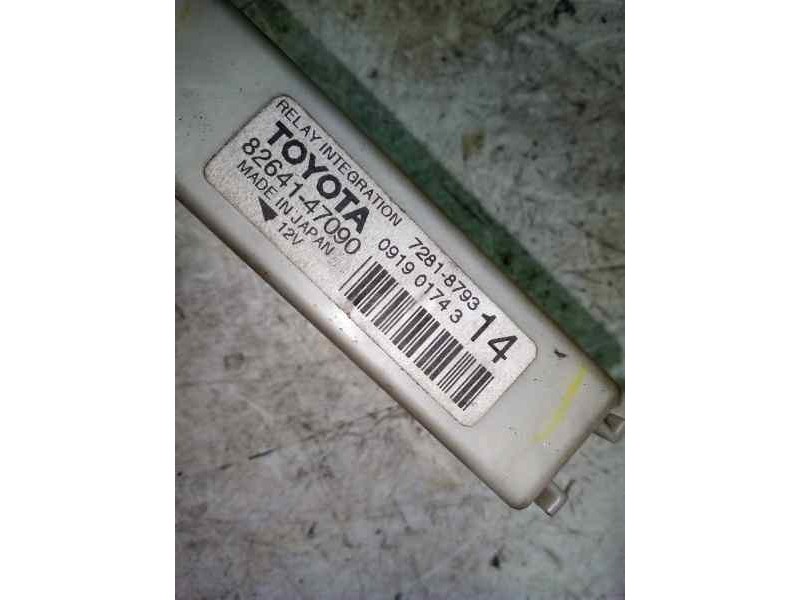 RELAY INTEGRATION
TOYOTA
82641-47090
MADE IN JAPAN
12V
7281-8793
0919 0174 3
14